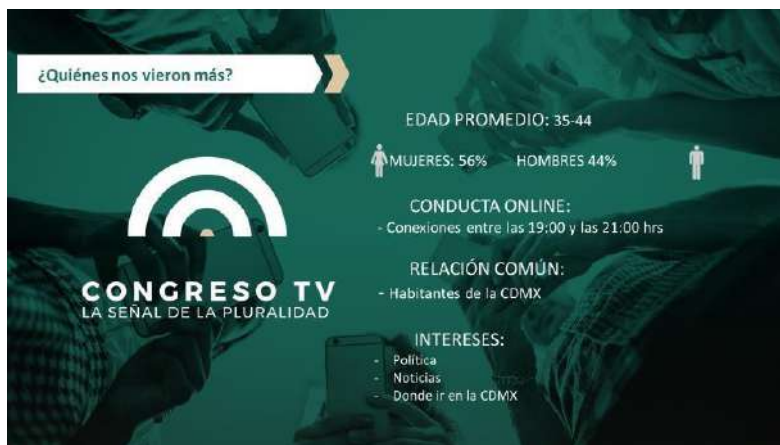 ¿Quiénes nos vieron más?
EDAD PROMEDIO: 35-44
MUJERES: 56% HOMBRES 44%
CONDUCTA ONLINE:
- Conexiones entre las 19:00 y las 21:00 hrs
RELACIÓN COMÚN:
- Habitantes de la CDMX
INTERESES:
- Política
- Noticias
- Donde ir en la CDMX
CONGRESO TV
LA SEÑAL DE LA PLURALIDAD